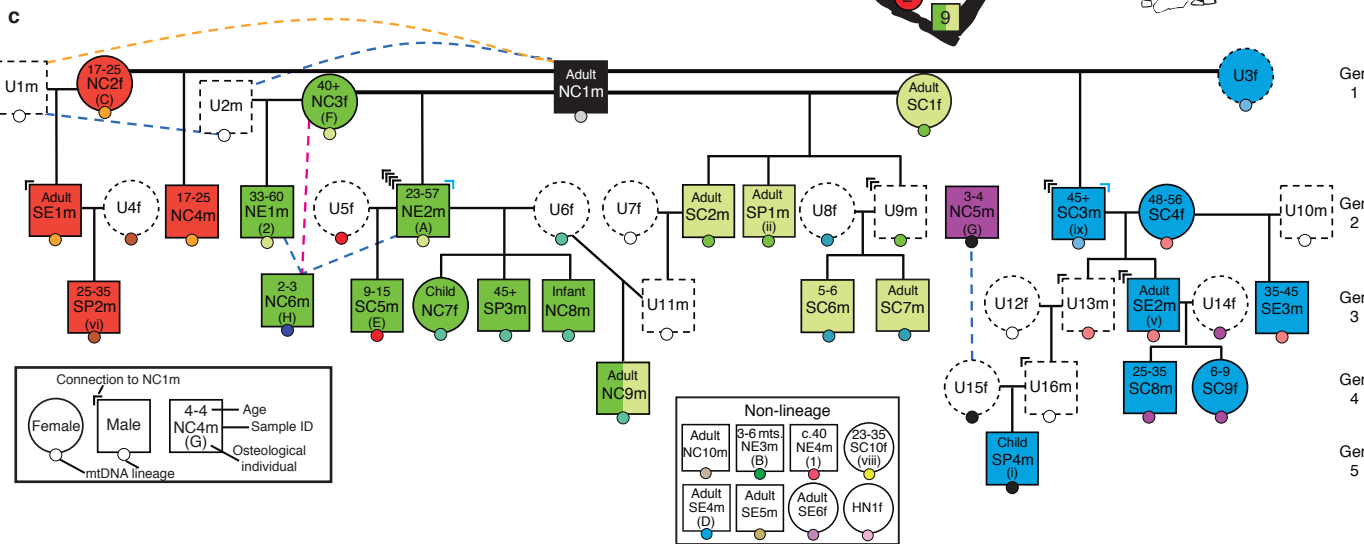 c
9
U1m
17-25
NC2f
(C)
U2m
40+
NC3f
(F)
Adult
NC1m
Adult
SC1f
U3f
1
Adult
SE1m
U4f
17-25
NC4m
33-60
NE1m
(2)
U5f
23-57
NE2m
(A)
U6f
U7f
Adult
SC2m
Adult
SP1m
(ii)
U8f
U9m
3-4
NC5m
(G)
45+
SC3m
(ix)
48-56
SC4f
U10m
2
25-35
SP2m
(vi)
2-3
NC6m
(H)
9-15
SC5m
(E)
Child
NC7f
45+
SP3m
Infant
NC8m
U11m
5-6
SC6m
Adult
SC7m
U12f
U13m
Adult
SE2m
(v)
U14f
35-45
SE3m
3
Adult
NC9m
U15f
U16m
25-35
SC8m
6-9
SC9f
4
Child
SP4m
(i)
5
Connection to NC1m
Female
Male
4-4
NC4m
(G)
Age
Sample ID
Osteological
individual
mtDNA lineage
Non-lineage
Adult
NC10m
3-6 mts.
NE3m
(B)
c.40
NE4m
(1)
23-35
SC10f
(viii)
Adult
SE4m
(D)
Adult
SE5m
Adult
SE6f
HN1f